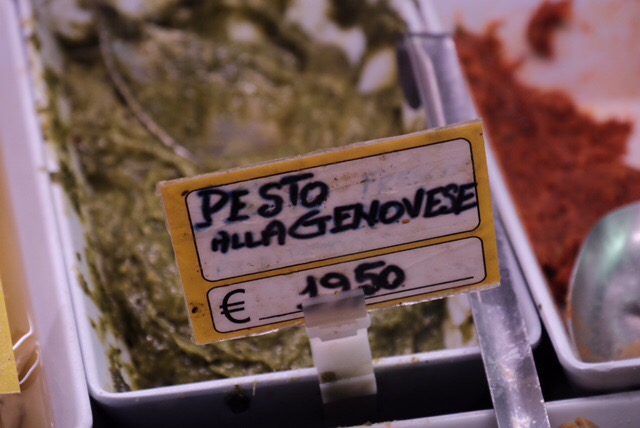 PESTO
ALLA GENOVESE
€ 19,50